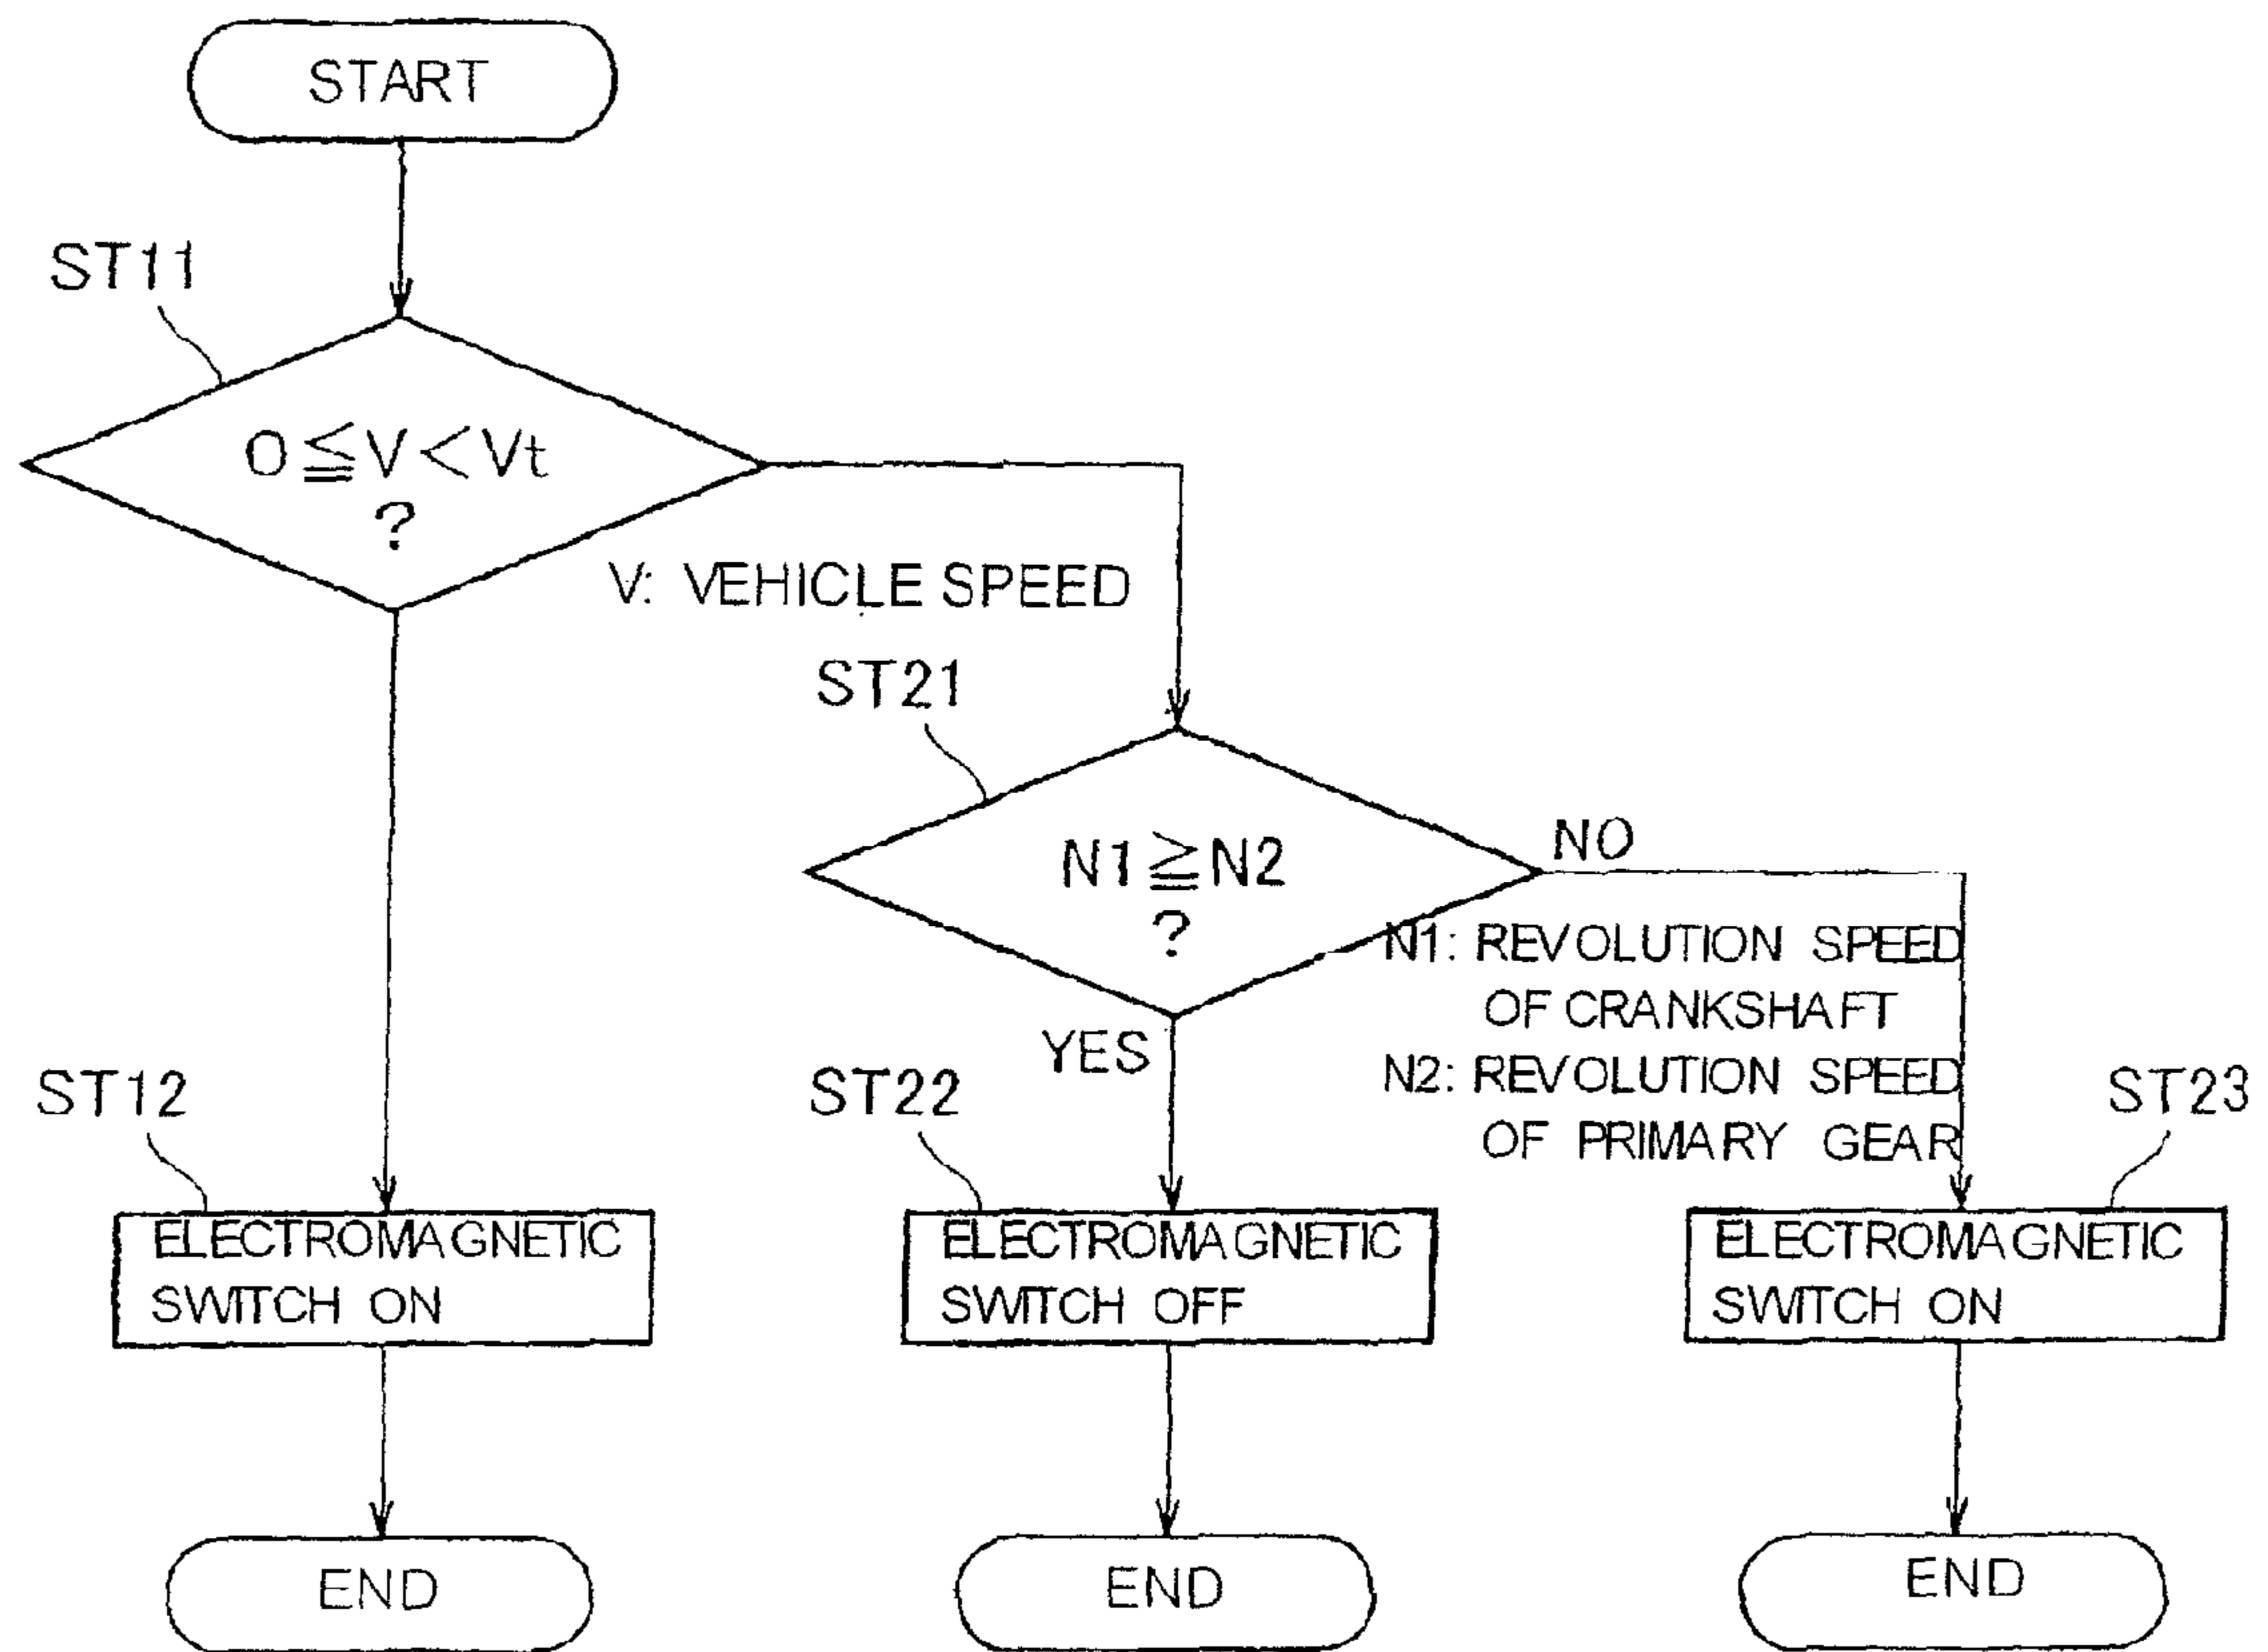 START
ST11
0≦V<Vt
?
V: VEHICLE SPEED
ST21
N1≧N2
?
NO
N1: REVOLUTION SPEED
OF CRANKSHAFT
N2: REVOLUTION SPEED
OF PRIMARY GEAR
YES
ST12
ST22
ST23
ELECTROMAGNETIC
SWITCH ON
ELECTROMAGNETIC
SWITCH OFF
ELECTROMAGNETIC
SWITCH ON
END
END
END